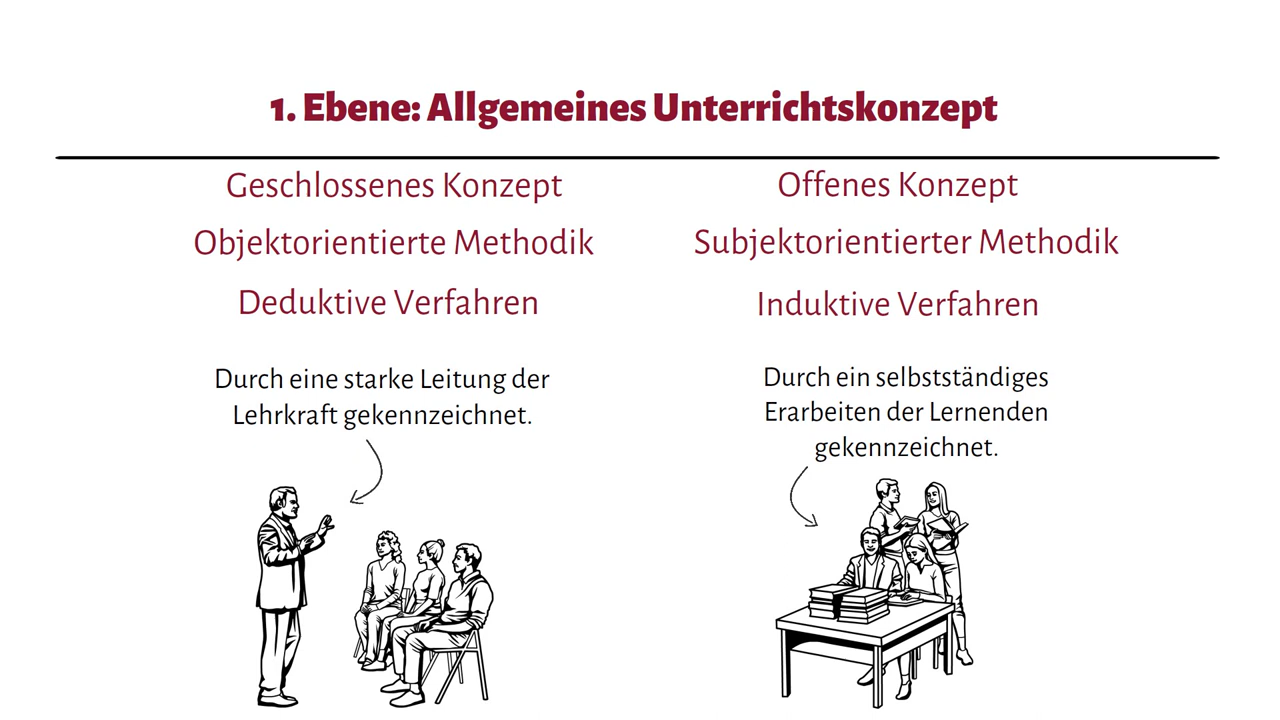 1. Ebene: Allgemeines Unterrichtskonzept
Geschlossenes Konzept
Objektorientierte Methodik
Deduktive Verfahren
Durch eine starke Leitung der
Lehrkraft gekennzeichnet.
Offenes Konzept
Subjektorientierter Methodik
Induktive Verfahren
Durch ein selbstständiges
Erarbeiten der Lernenden
gekennzeichnet.